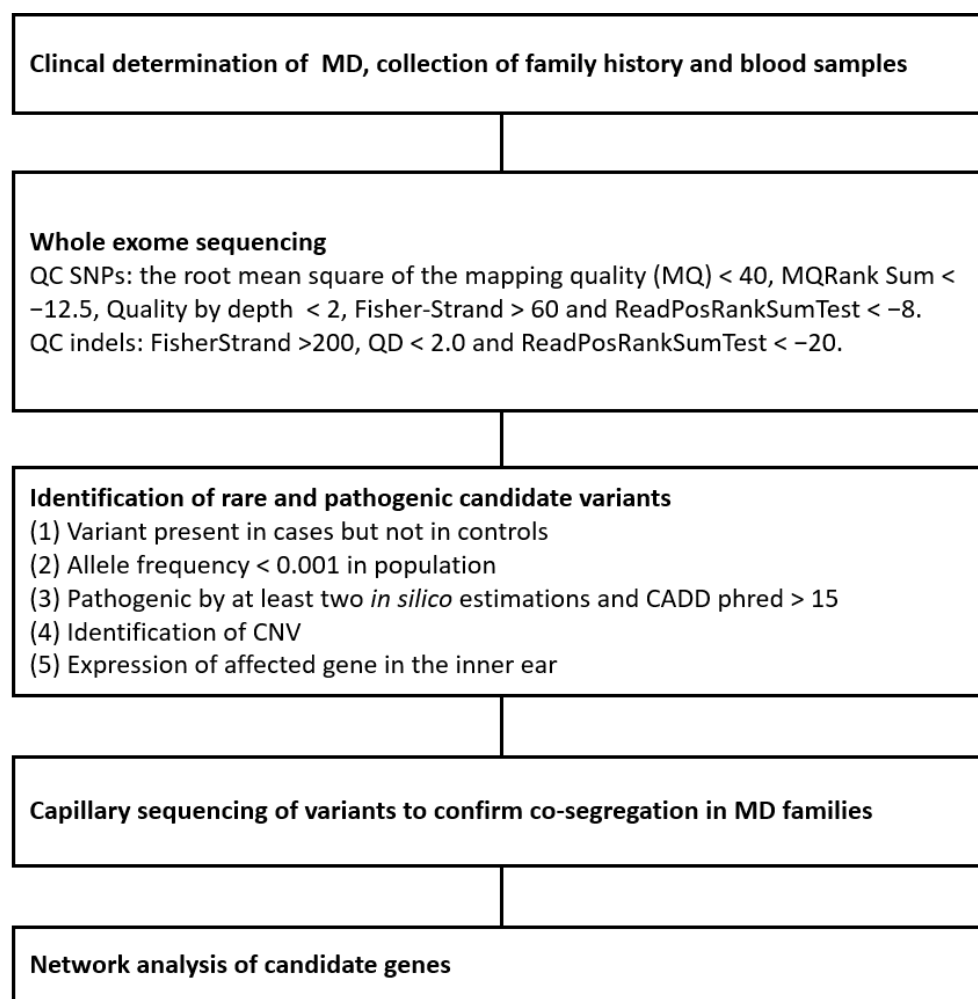 Clincal determination of  MD, collection of family history and blood samples
Whole exome sequencing
QC SNPs: the root mean square of the mapping quality (MQ) < 40, MQRank Sum <
−12.5, Quality by depth  < 2, Fisher-Strand > 60 and ReadPosRankSumTest < −8.
QC indels: FisherStrand >200, QD < 2.0 and ReadPosRankSumTest < −20.
Identification of rare and pathogenic candidate variants
(1) Variant present in cases but not in controls
(2) Allele frequency < 0.001 in population
(3) Pathogenic by at least two in silico estimations and CADD phred > 15
(4) Identification of CNV
(5) Expression of affected gene in the inner ear
Capillary sequencing of variants to confirm co-segregation in MD families
Network analysis of candidate genes